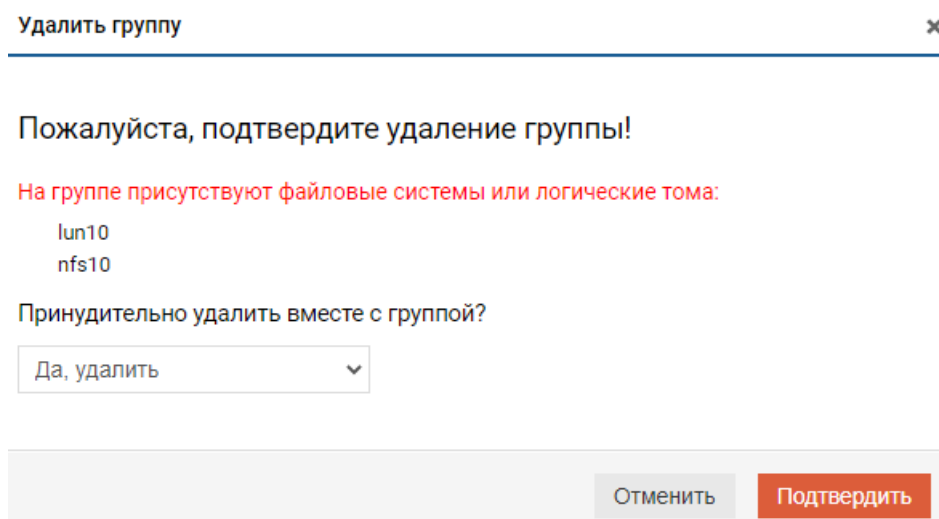 Удалить группу
Пожалуйста, подтвердите удаление группы!
На группе присутствуют файловые системы или логические тома:
lun10
nfs10
Принудительно удалить вместе с группой?
Да, удалить
Отменить
Подтвердить